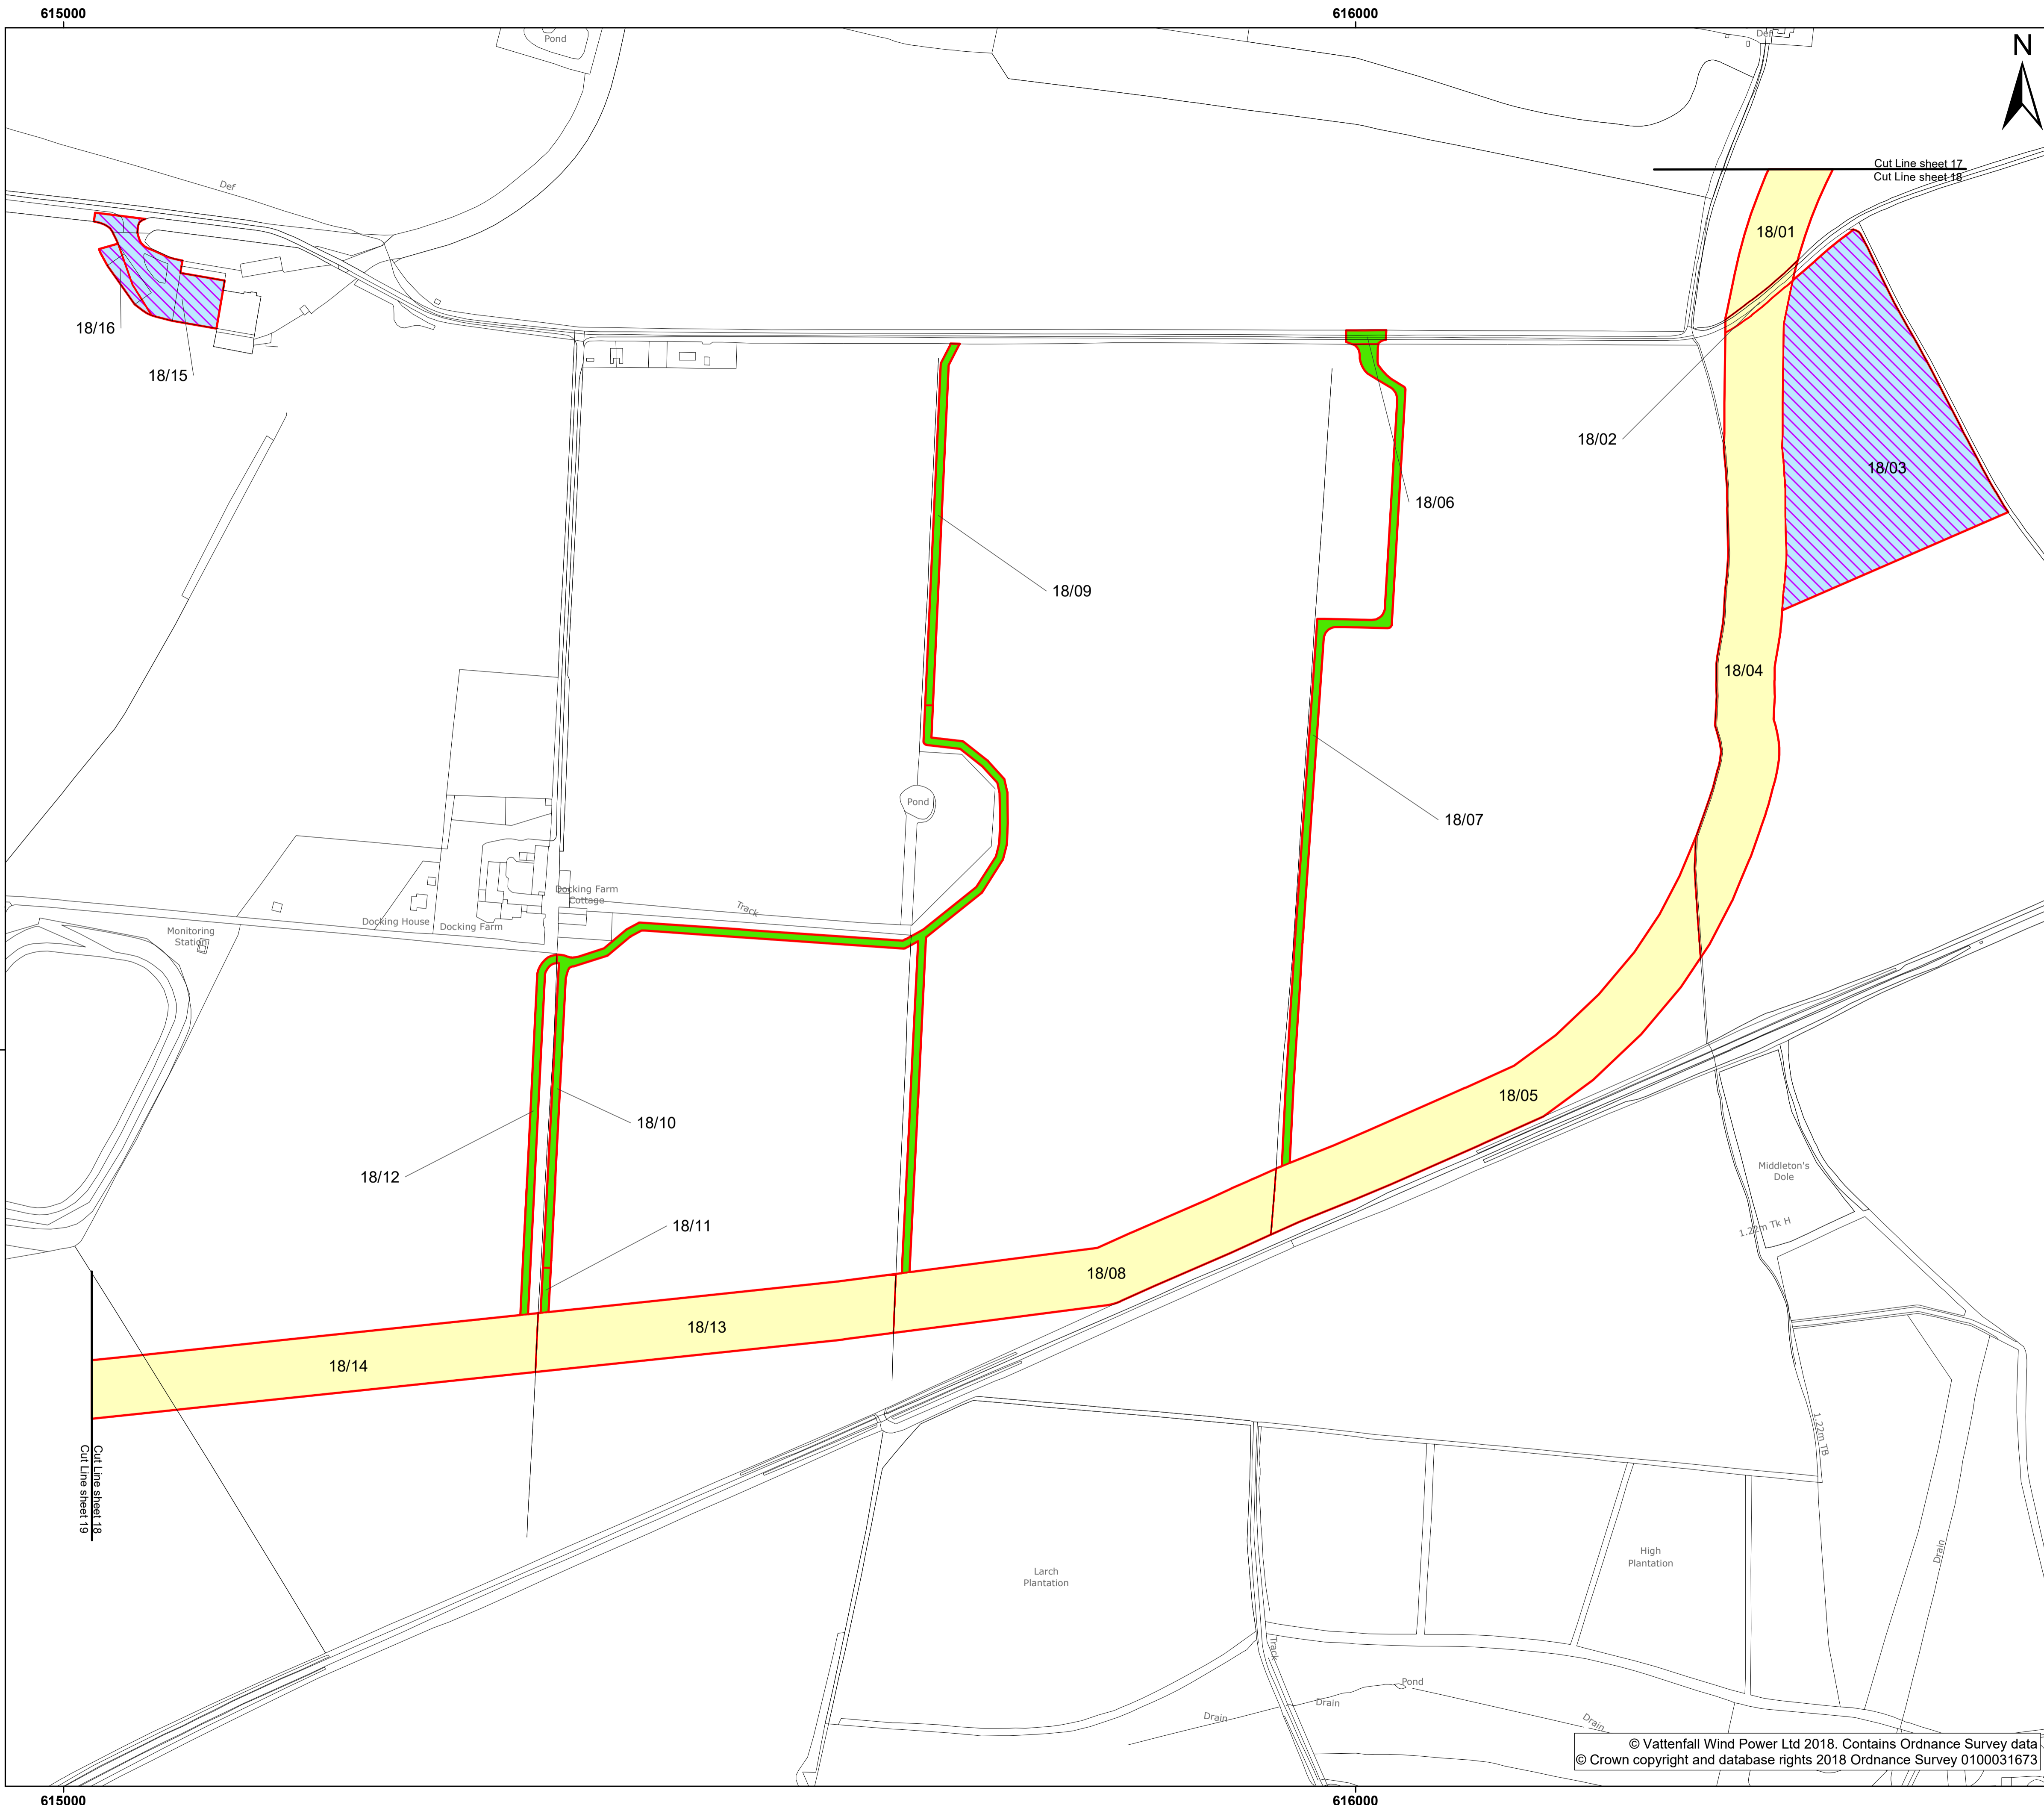 615000
616000
Pond
Def
N
Cut Line sheet 17
Cut Line sheet 18
Def
18/01
18/16
18/15
18/02
18/03
18/06
18/09
18/04
18/07
Pond
Docking Farm
Cottage
Track
Docking House
Docking Farm
Monitoring
Station
18/05
18/10
18/12
Middleton's
Dole
1.22m Tk H
18/11
18/08
18/13
18/14
1.22m TB
Cut Line sheet 18
Cut Line sheet 19
Larch
Plantation
High
Plantation
Drain
Track
Pond
Drain
Drain
Drain
© Vattenfall Wind Power Ltd 2018. Contains Ordnance Survey data
© Crown copyright and database rights 2018 Ordnance Survey 0100031673
615000
616000